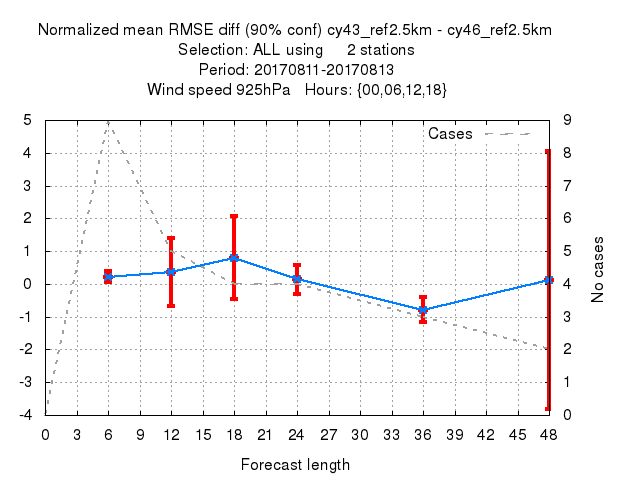 Normalized mean RMSE diff (90% conf) cy43_ref2.5km - cy46_ref2.5km
Selection: ALL using     2 stations
Period: 20170811-20170813
Wind speed 925hPa   Hours: {00,06,12,18}
Cases
5
4
3
2
1
0
-1
-2
-3
-4
9
8
7
6
5
4
3
2
1
0
No cases
0 3 6 9 12 15 18 21 24 27 30 33 36 39 42 45 48
Forecast length